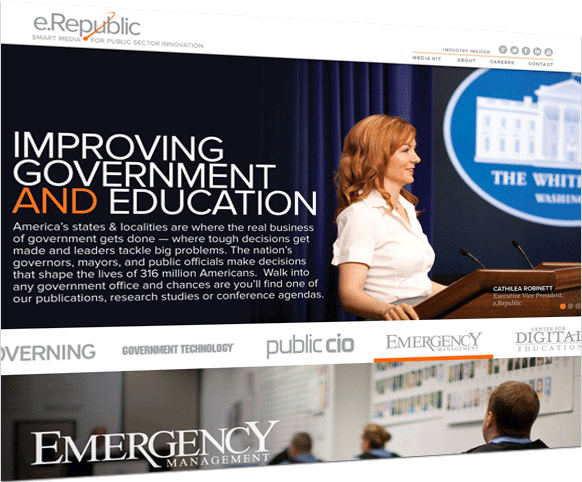 e.Republic
SMART MEDIA FOR PUBLIC SECTOR INNOVATION
INDUSTRY INSIDER
MEDIA KIT ABOUT CAREERS CONTACT
IMPROVING
GOVERNMENT
AND EDUCATION
America's states & localities are where the real business
of government gets done — where tough decisions get
made and leaders tackle big problems. The nation's
governors, mayors, and public officials make decisions
that shape the lives of 316 million Americans. Walk into
any government office and chances are you'll find one of
our publications, research studies or conference agendas.
THE WHIT
WASHING
CATHILEA ROBINETT
Executive Vice President,
e.Republic
OVERNING
GOVERNMENT TECHNOLOGY
public cio
EMERGENCY
MANAGEMENT
CENTER FOR
DIGITAL
EDUCATION
EMERGENCY
MANAGEMENT